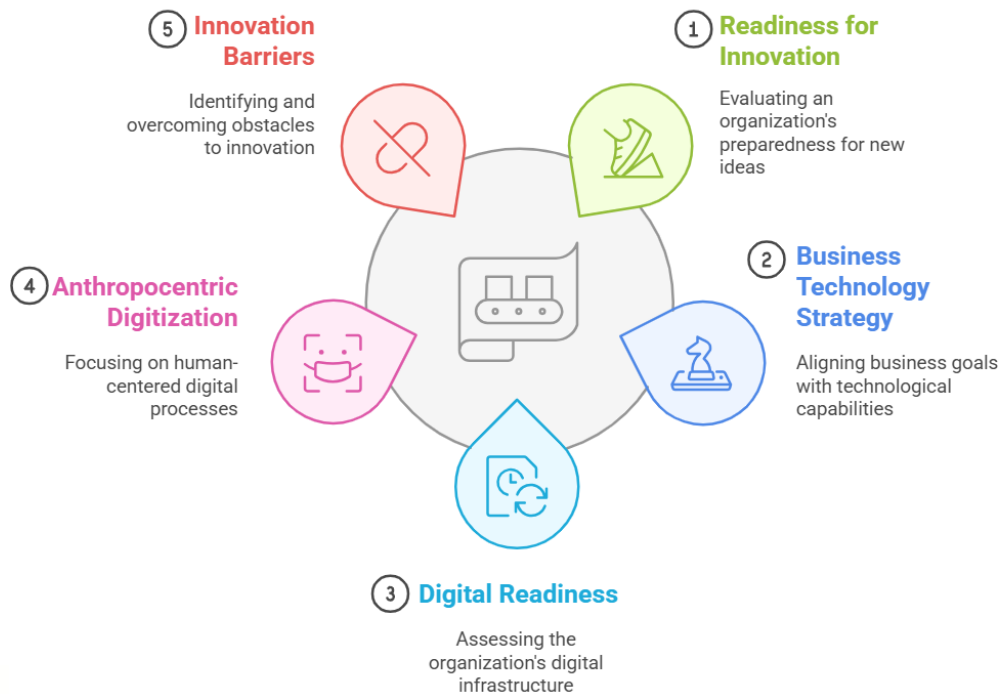 1
Readiness for
Innovation
Evaluating an
organization's
preparedness for new
ideas
2
Business
Technology
Strategy
Aligning business goals
with technological
capabilities
3
Digital Readiness
Assessing the
organization's digital
infrastructure
4
Anthropocentric
Digitization
Focusing on human-
centered digital
processes
5
Innovation
Barriers
Identifying and
overcoming obstacles
to innovation